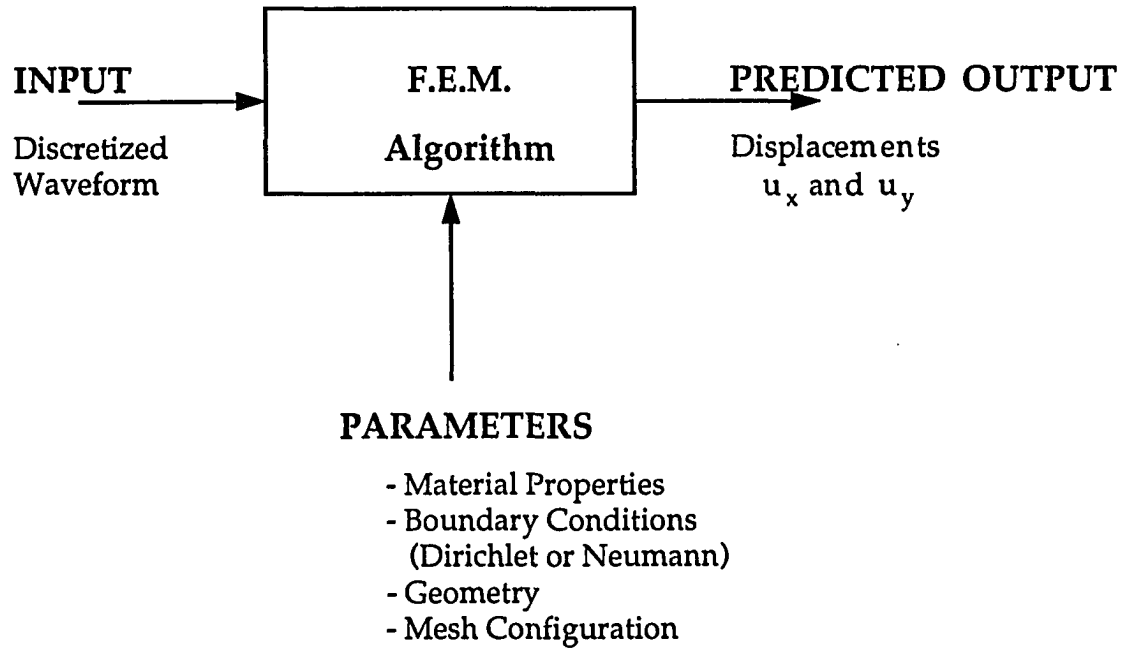 INPUT
Discretized
Waveform
F.E.M.
Algorithm
PREDICTED OUTPUT
Displacements
u_x and u_y
PARAMETERS
- Material Properties
- Boundary Conditions
(Dirichlet or Neumann)
- Geometry
- Mesh Configuration